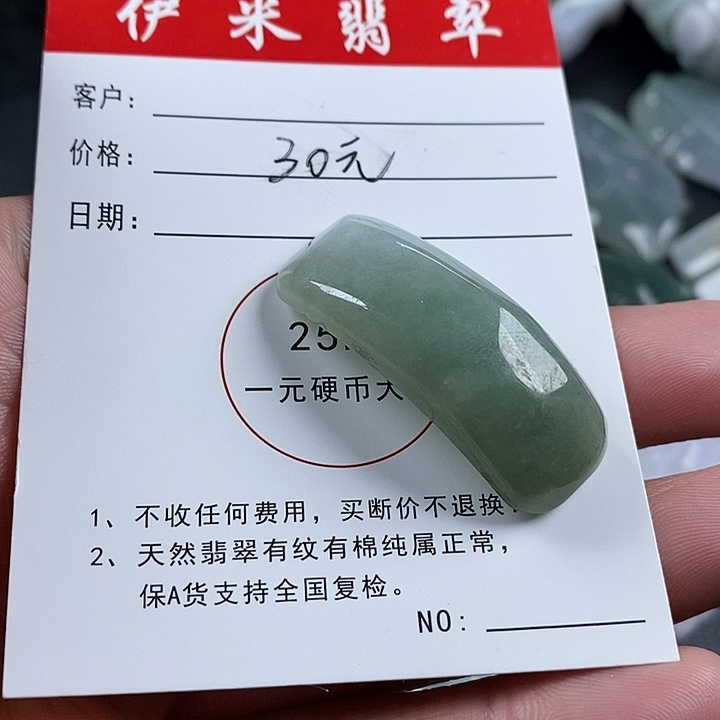 伊米翡翠
客户：
价格： 30元
日期：
25.
一元硬币大
1、不收任何费用，买断价不退换
2、天然翡翠有纹有棉纯属正常，
保A货支持全国复检。
NO：